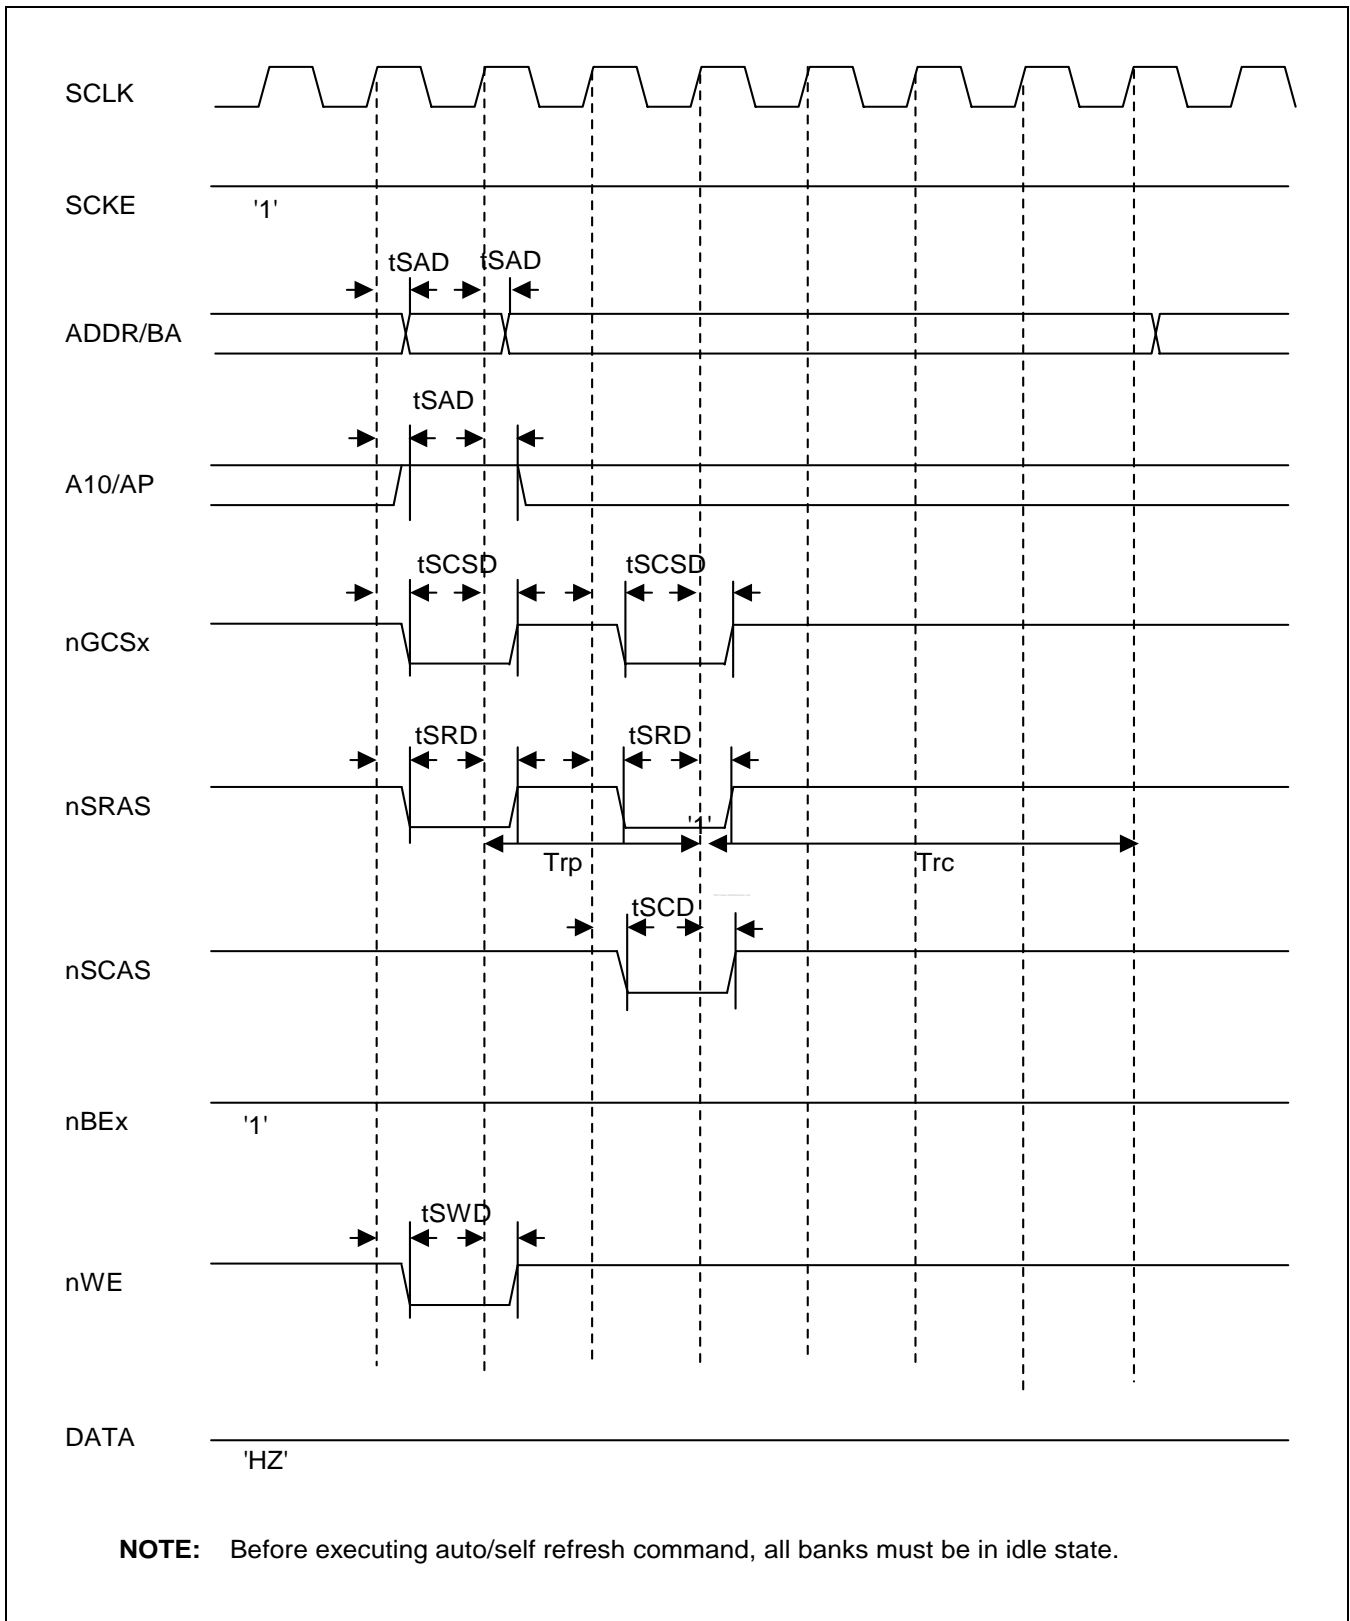 SCLK
SCKE
'1'
tSAD tSAD
ADDR/BA
tSAD
A10/AP
tSCSD tSCSD
nGCSx
tSRD tSRD
nSRAS
'1'
Trp Trc
tSCD
nSCAS
nBEx
'1'
tSWD
nWE
DATA
'HZ'
NOTE: Before executing auto/self refresh command, all banks must be in idle state.